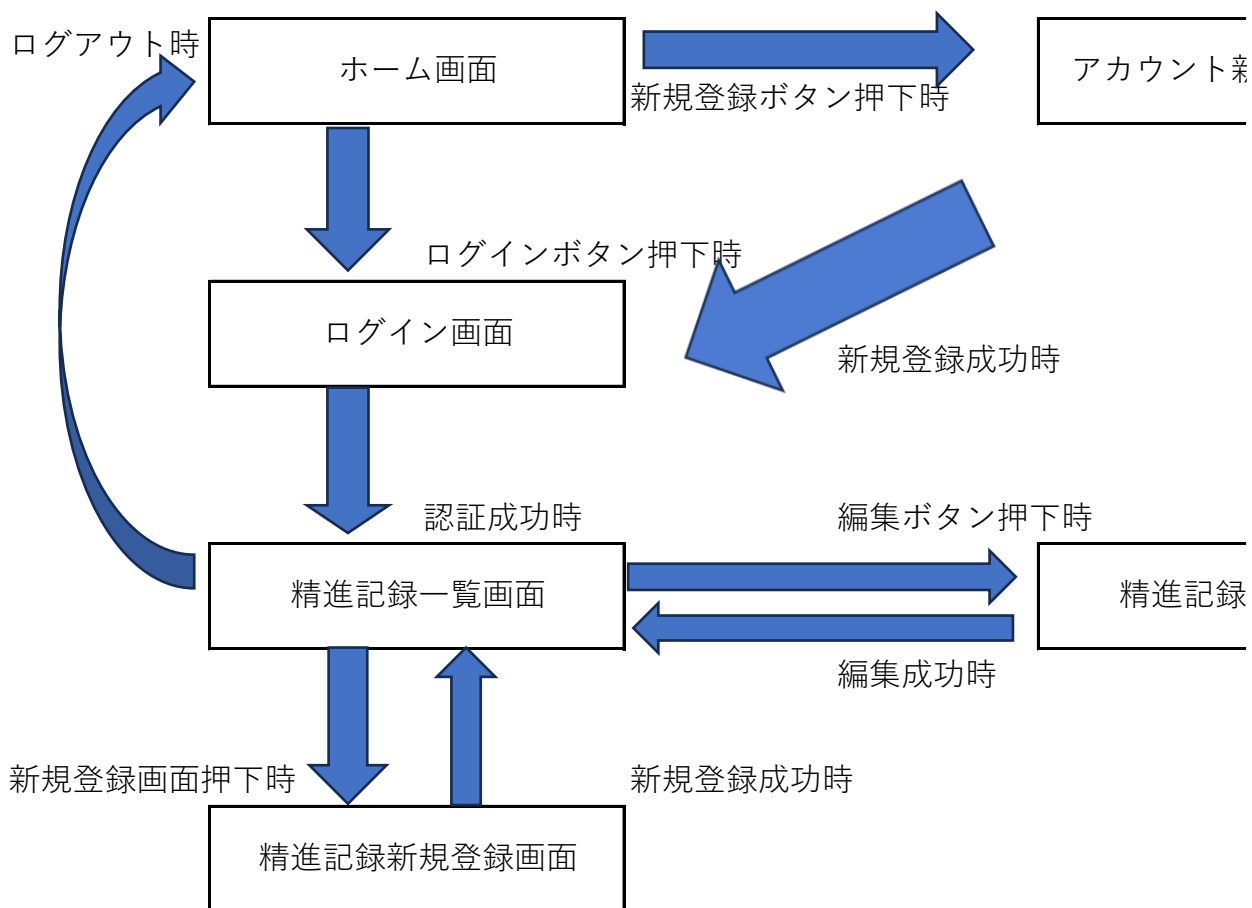 ログアウト時
ホーム画面
アカウント新
新規登録ボタン押下時
ログインボタン押下時
ログイン画面
新規登録成功時
認証成功時
編集ボタン押下時
精進記録一覧画面
精進記録
編集成功時
新規登録画面押下時
新規登録成功時
精進記録新規登録画面